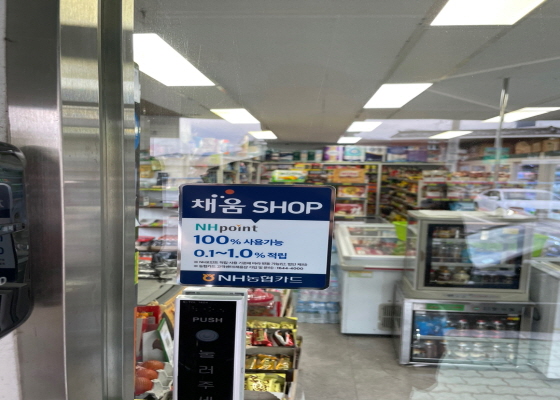 채움 SHOP
NHpoint
100% 사용가능
0.1~1.0% 적립
NH농협카드
PUSH
눌러주세